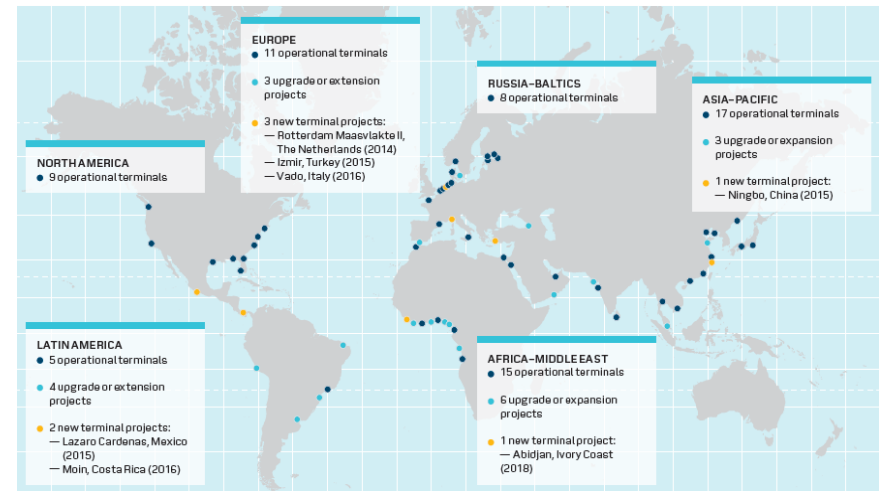 EUROPE
11 operational terminals
3 upgrade or extension
projects
3 new terminal projects:
— Rotterdam Maasvlakte II,
The Netherlands (2014)
— Izmir, Turkey (2015)
— Vado, Italy (2016)
RUSSIA–BALTICS
8 operational terminals
ASIA–PACIFIC
17 operational terminals
3 upgrade or expansion
projects
1 new terminal project:
— Ningbo, China (2015)
NORTH AMERICA
9 operational terminals
LATIN AMERICA
5 operational terminals
4 upgrade or extension
projects
2 new terminal projects:
— Lazaro Cardenas, Mexico
(2015)
— Moin, Costa Rica (2016)
AFRICA–MIDDLE EAST
15 operational terminals
6 upgrade or expansion
projects
1 new terminal project:
— Abidjan, Ivory Coast
(2018)